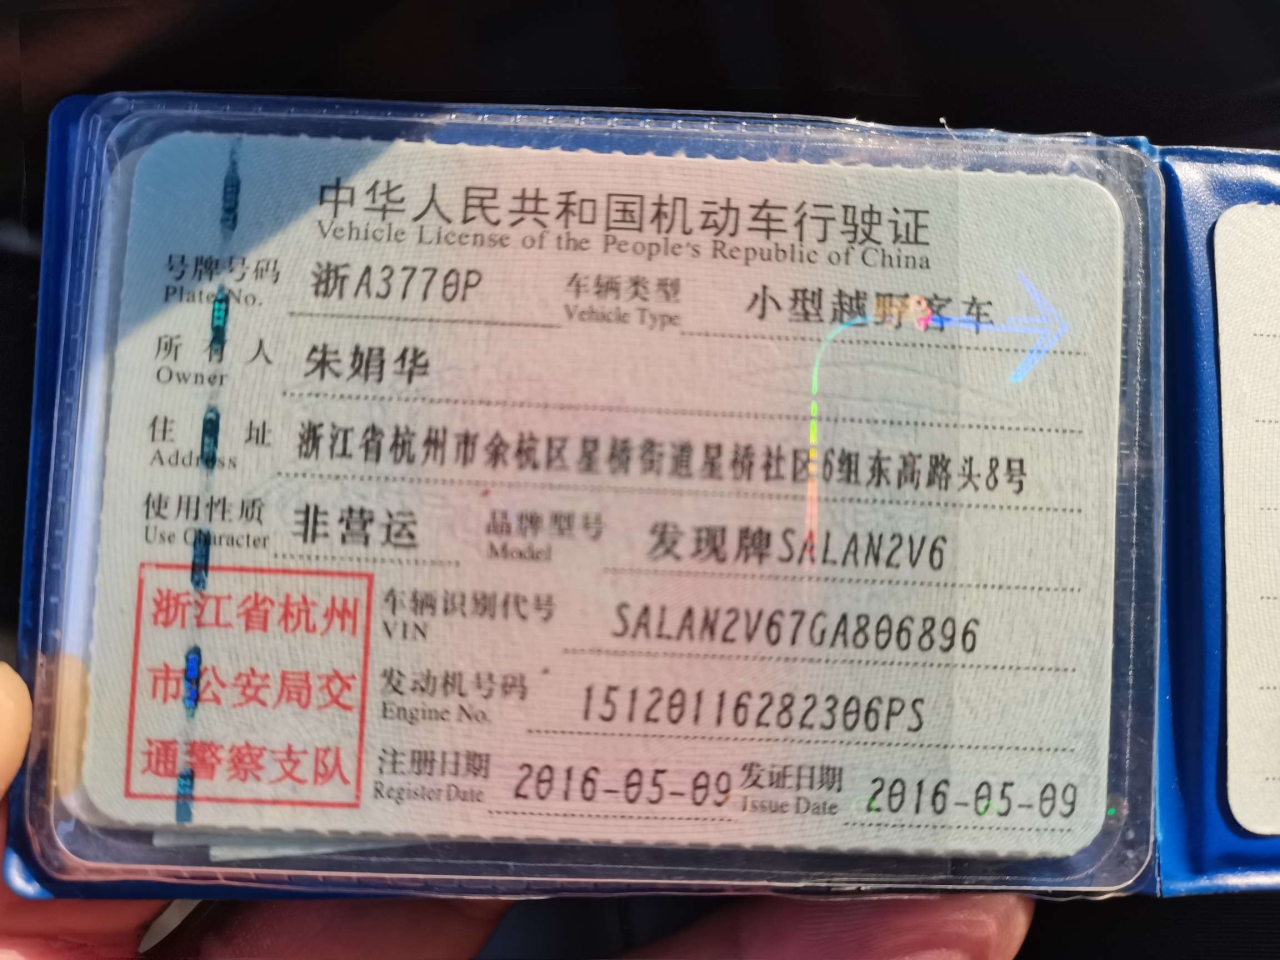 中华人民共和国机动车行驶证
Vehicle License of the People's Republic of China
号牌号码 浙A3770P 车辆类型 小型越野客车
Plate No. Vehicle Type
所有人 朱娟华
Owner
住址 浙江省杭州市余杭区星桥街道星桥社区6组东高路头8号
Address
使用性质 非营运 品牌型号 发现牌SALAN2V6
Use Character Model
浙江省杭州
市公安局交
通警察支队
车辆识别代号 SALAN2V67GA806896
VIN
发动机号码 15120116282306PS
Engine No.
注册日期 2016-05-09 发证日期 2016-05-09
Register Date Issue Date